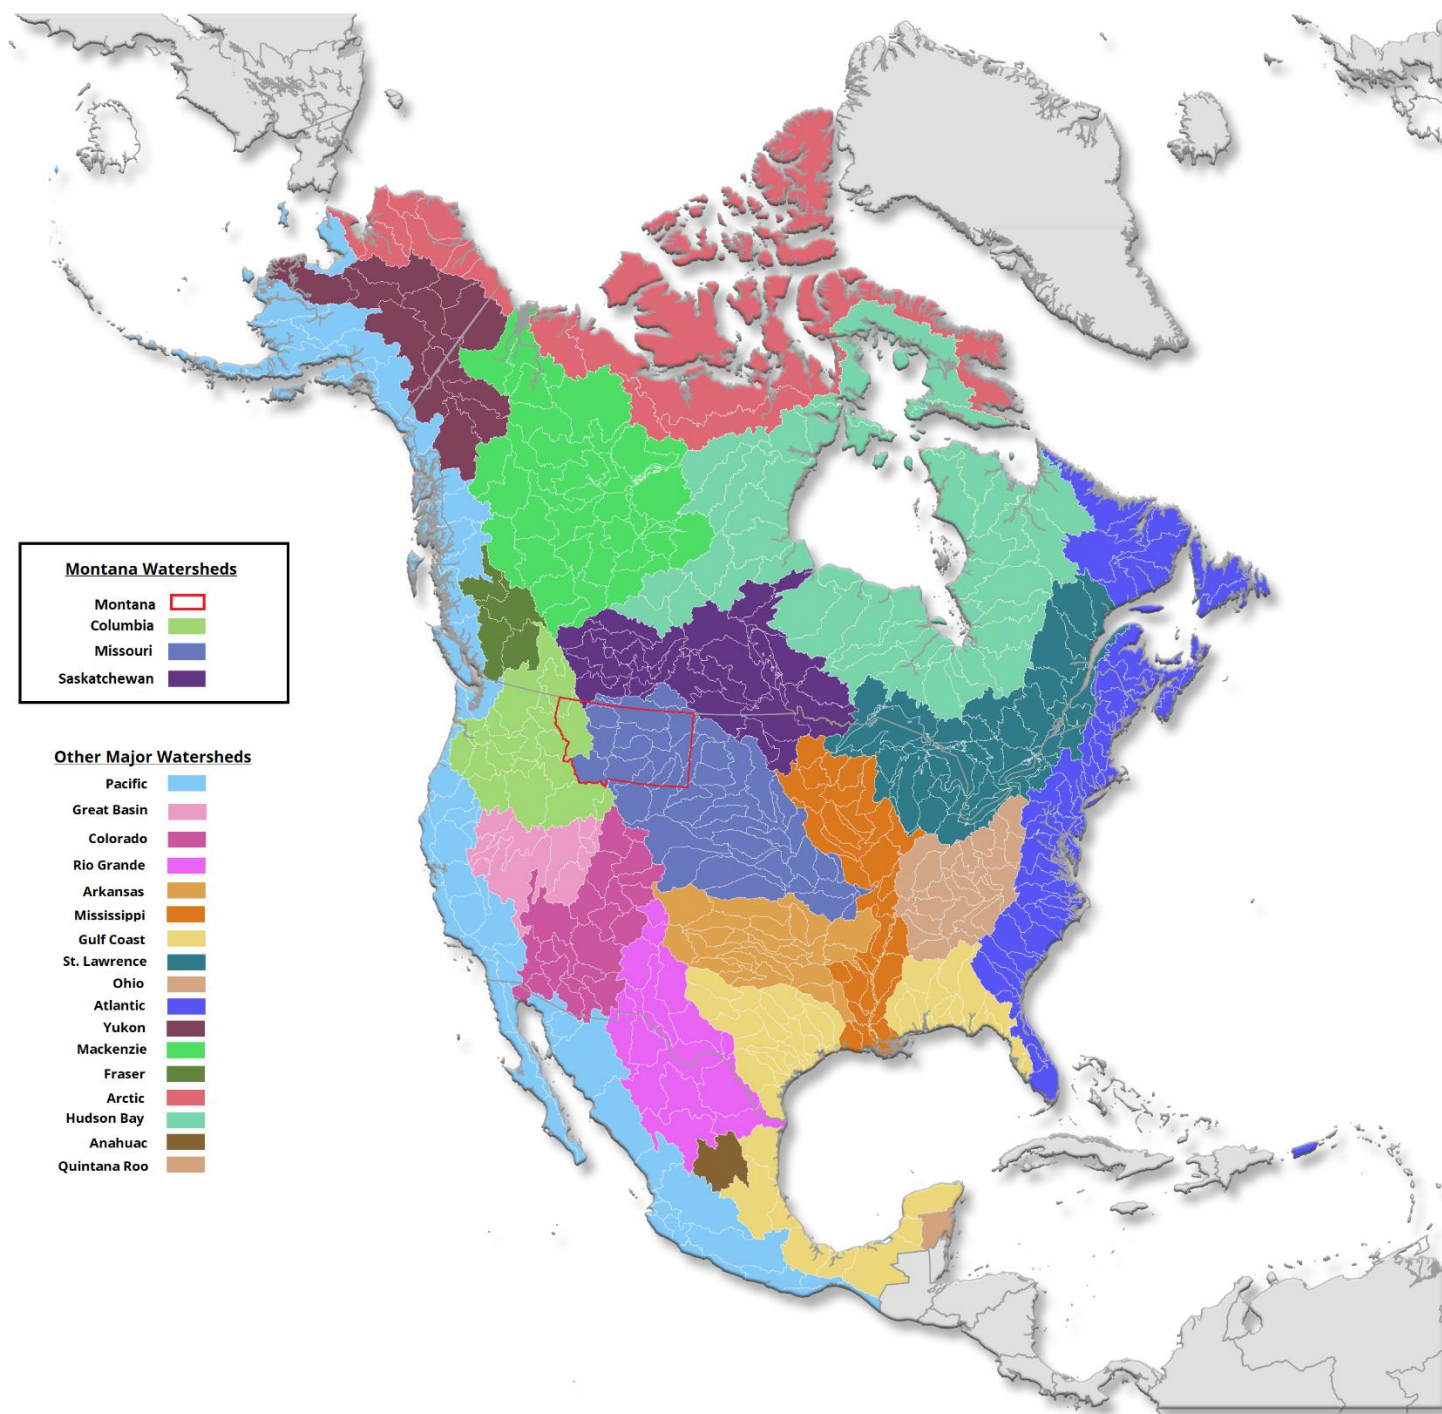 Montana Watersheds
Montana
Columbia
Missouri
Saskatchewan
Other Major Watersheds
Pacific
Great Basin
Colorado
Rio Grande
Arkansas
Mississippi
Gulf Coast
St. Lawrence
Ohio
Atlantic
Yukon
Mackenzie
Fraser
Arctic
Hudson Bay
Anahuac
Quintana Roo